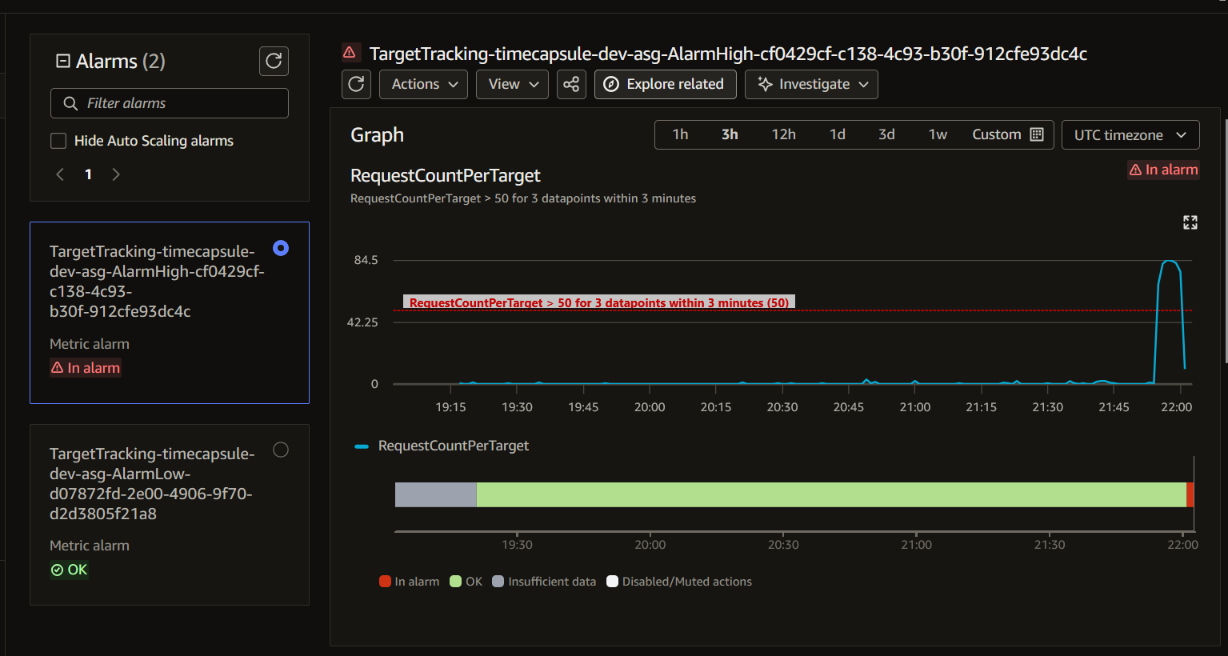 Alarms (2)
Filter alarms
Hide Auto Scaling alarms
1
TargetTracking-timecapsule-
dev-asg-AlarmHigh-cf0429cf-
c138-4c93-
b30f-912cfe93dc4c
Metric alarm
In alarm
TargetTracking-timecapsule-
dev-asg-AlarmLow-
d07872fd-2e00-4906-9f70-
d2d3805f21a8
Metric alarm
OK
TargetTracking-timecapsule-dev-asg-AlarmHigh-cf0429cf-c138-4c93-b30f-912cfe93dc4c
Actions View Explore related Investigate
Graph 1h 3h 12h 1d 3d 1w Custom UTC timezone
RequestCountPerTarget In alarm
RequestCountPerTarget > 50 for 3 datapoints within 3 minutes
84.5
RequestCountPerTarget > 50 for 3 datapoints within 3 minutes (50)
42.25
0
19:15 19:30 19:45 20:00 20:15 20:30 20:45 21:00 21:15 21:30 21:45 22:00
RequestCountPerTarget
19:30 20:00 20:30 21:00 21:30 22:00
In alarm OK Insufficient data Disabled/Muted actions